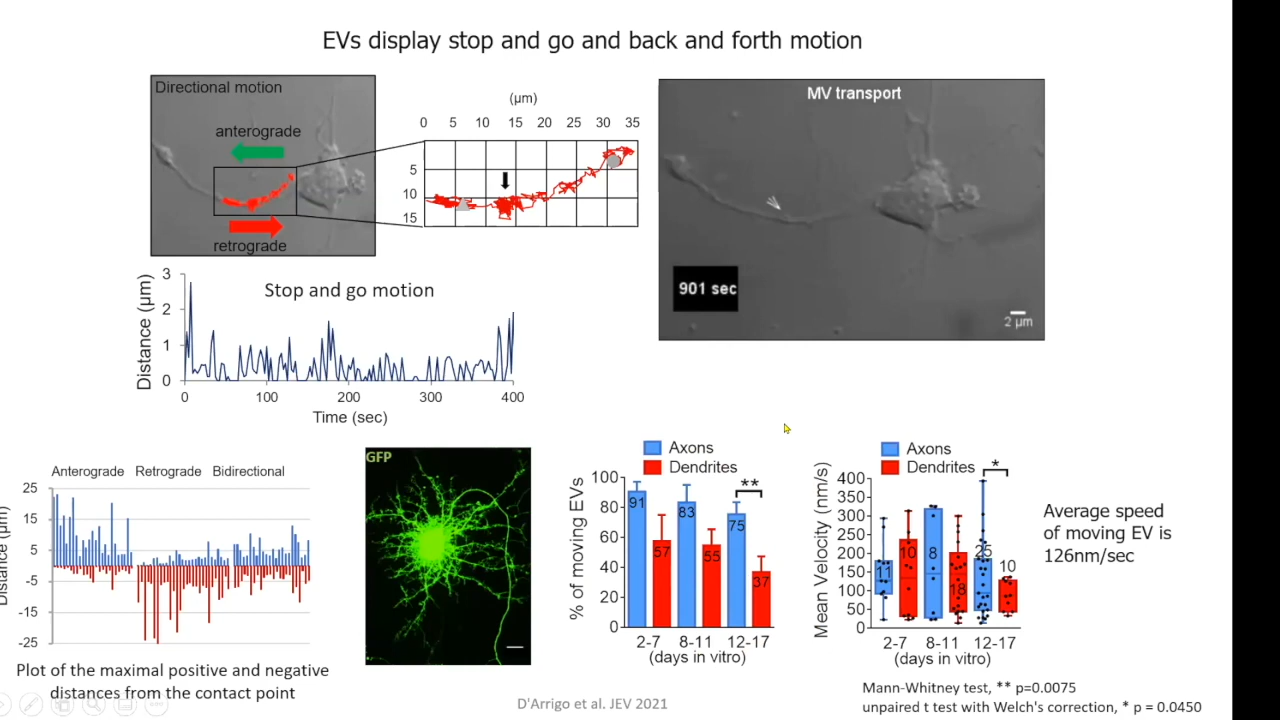 EVs display stop and go and back and forth motion
Directional motion
anterograde
retrograde
(µm)
0 5 10 15 20 25 30 35
5
10
15
MV transport
901 sec
2 µm
Stop and go motion
Distance (µm)
3
2
1
0
0 100 200 300 400
Time (sec)
Anterograde Retrograde Bidirectional
Distance (µm)
25
15
5
-5
-15
-25
Plot of the maximal positive and negative
distances from the contact point
GFP
Axons
Dendrites
**
% of moving EVs
100
80
60
40
20
0
91 57 83 55 75 37
2-7 8-11 12-17
(days in vitro)
Axons
Dendrites
*
Mean Velocity (nm/s)
400
350
300
250
200
150
100
50
0
11 10 8 18 25 10
2-7 8-11 12-17
(days in vitro)
Average speed
of moving EV is
126nm/sec
Mann-Whitney test, ** p=0.0075
unpaired t test with Welch's correction, * p = 0.0450
D'Arrigo et al. JEV 2021